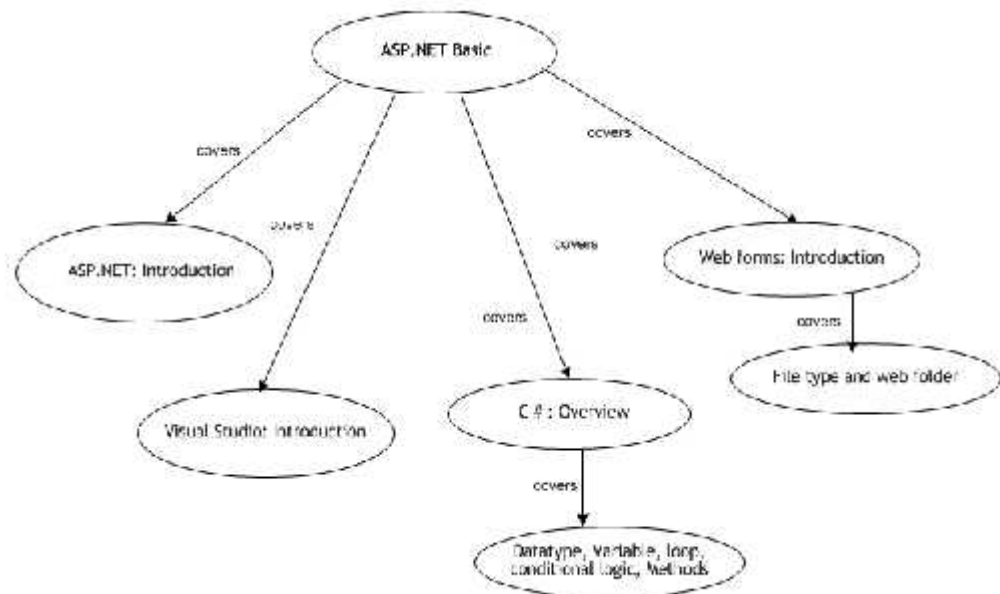 ASP.NET Basic
covers
covers
covers
covers
covers
ASP.NET: Introduction
Web forms: Introduction
covers
File type and web folder
Visual Studio: Introduction
C # : Overview
covers
Datatype, Variable, loop,
conditional logic, Methods